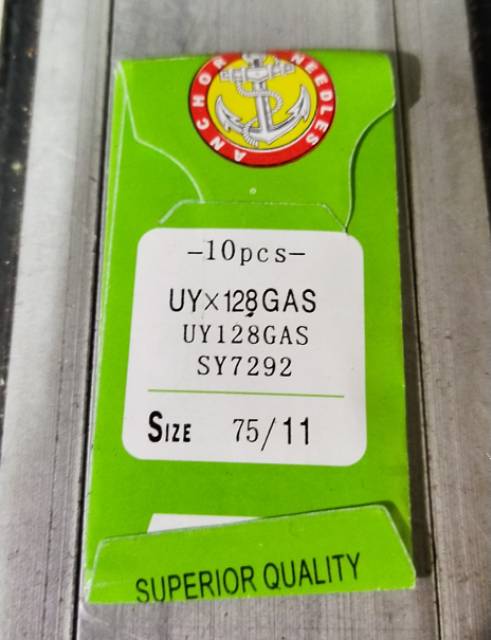 ANCHOR NEEDLES
-10pcs-
UY×128GAS
UY128GAS
SY7292
SIZE 75/11
SUPERIOR QUALITY